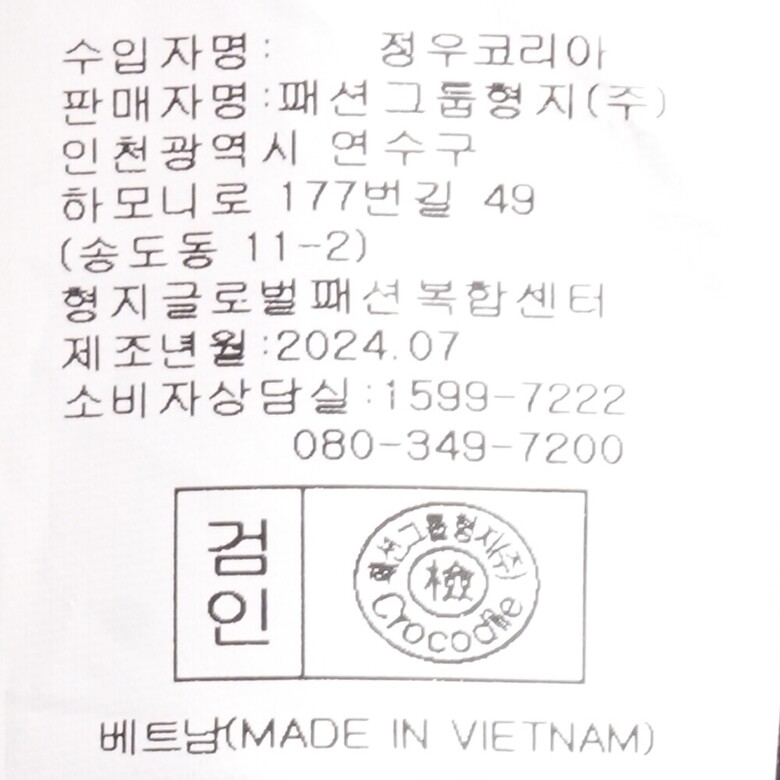 수입자명: 정우코리아
판매자명:패션그룹형지(주)
인천광역시 연수구
하모니로 177번길 49
(송도동 11-2)
형지글로벌패션복합센터
제조년월:2024.07
소비자상담실:1599-7222
080-349-7200
검인
패션그룹형지(주)
檢
Crocodile
베트남(MADE IN VIETNAM)